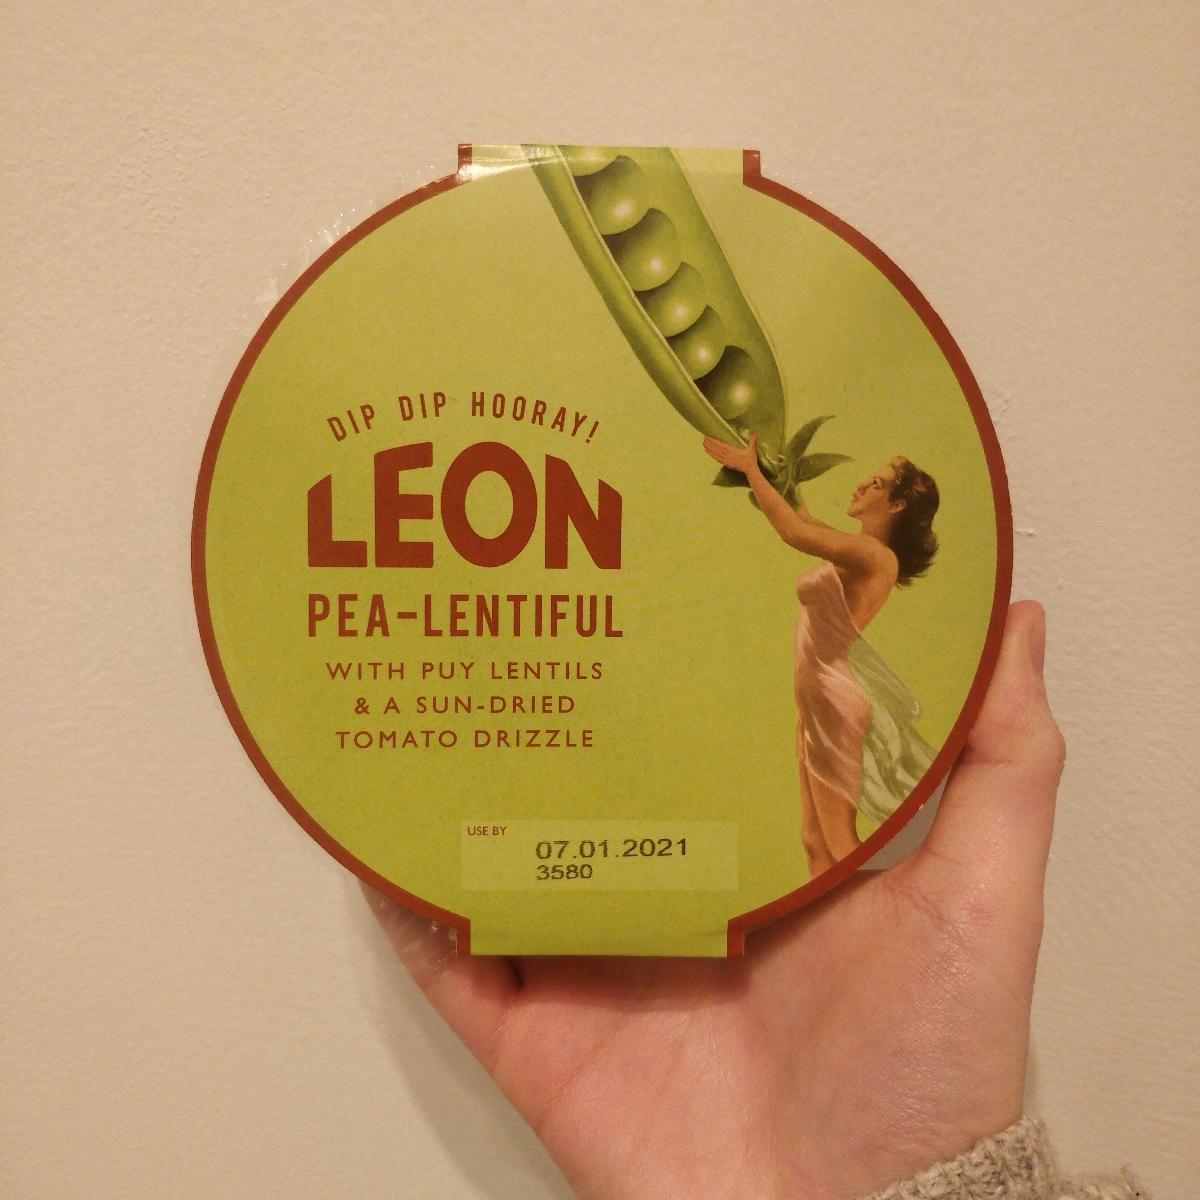 DIP DIP HOORAY!
LEON
PEA-LENTIFUL
WITH PUY LENTILS
& A SUN-DRIED
TOMATO DRIZZLE
USE BY
07.01.2021
3580